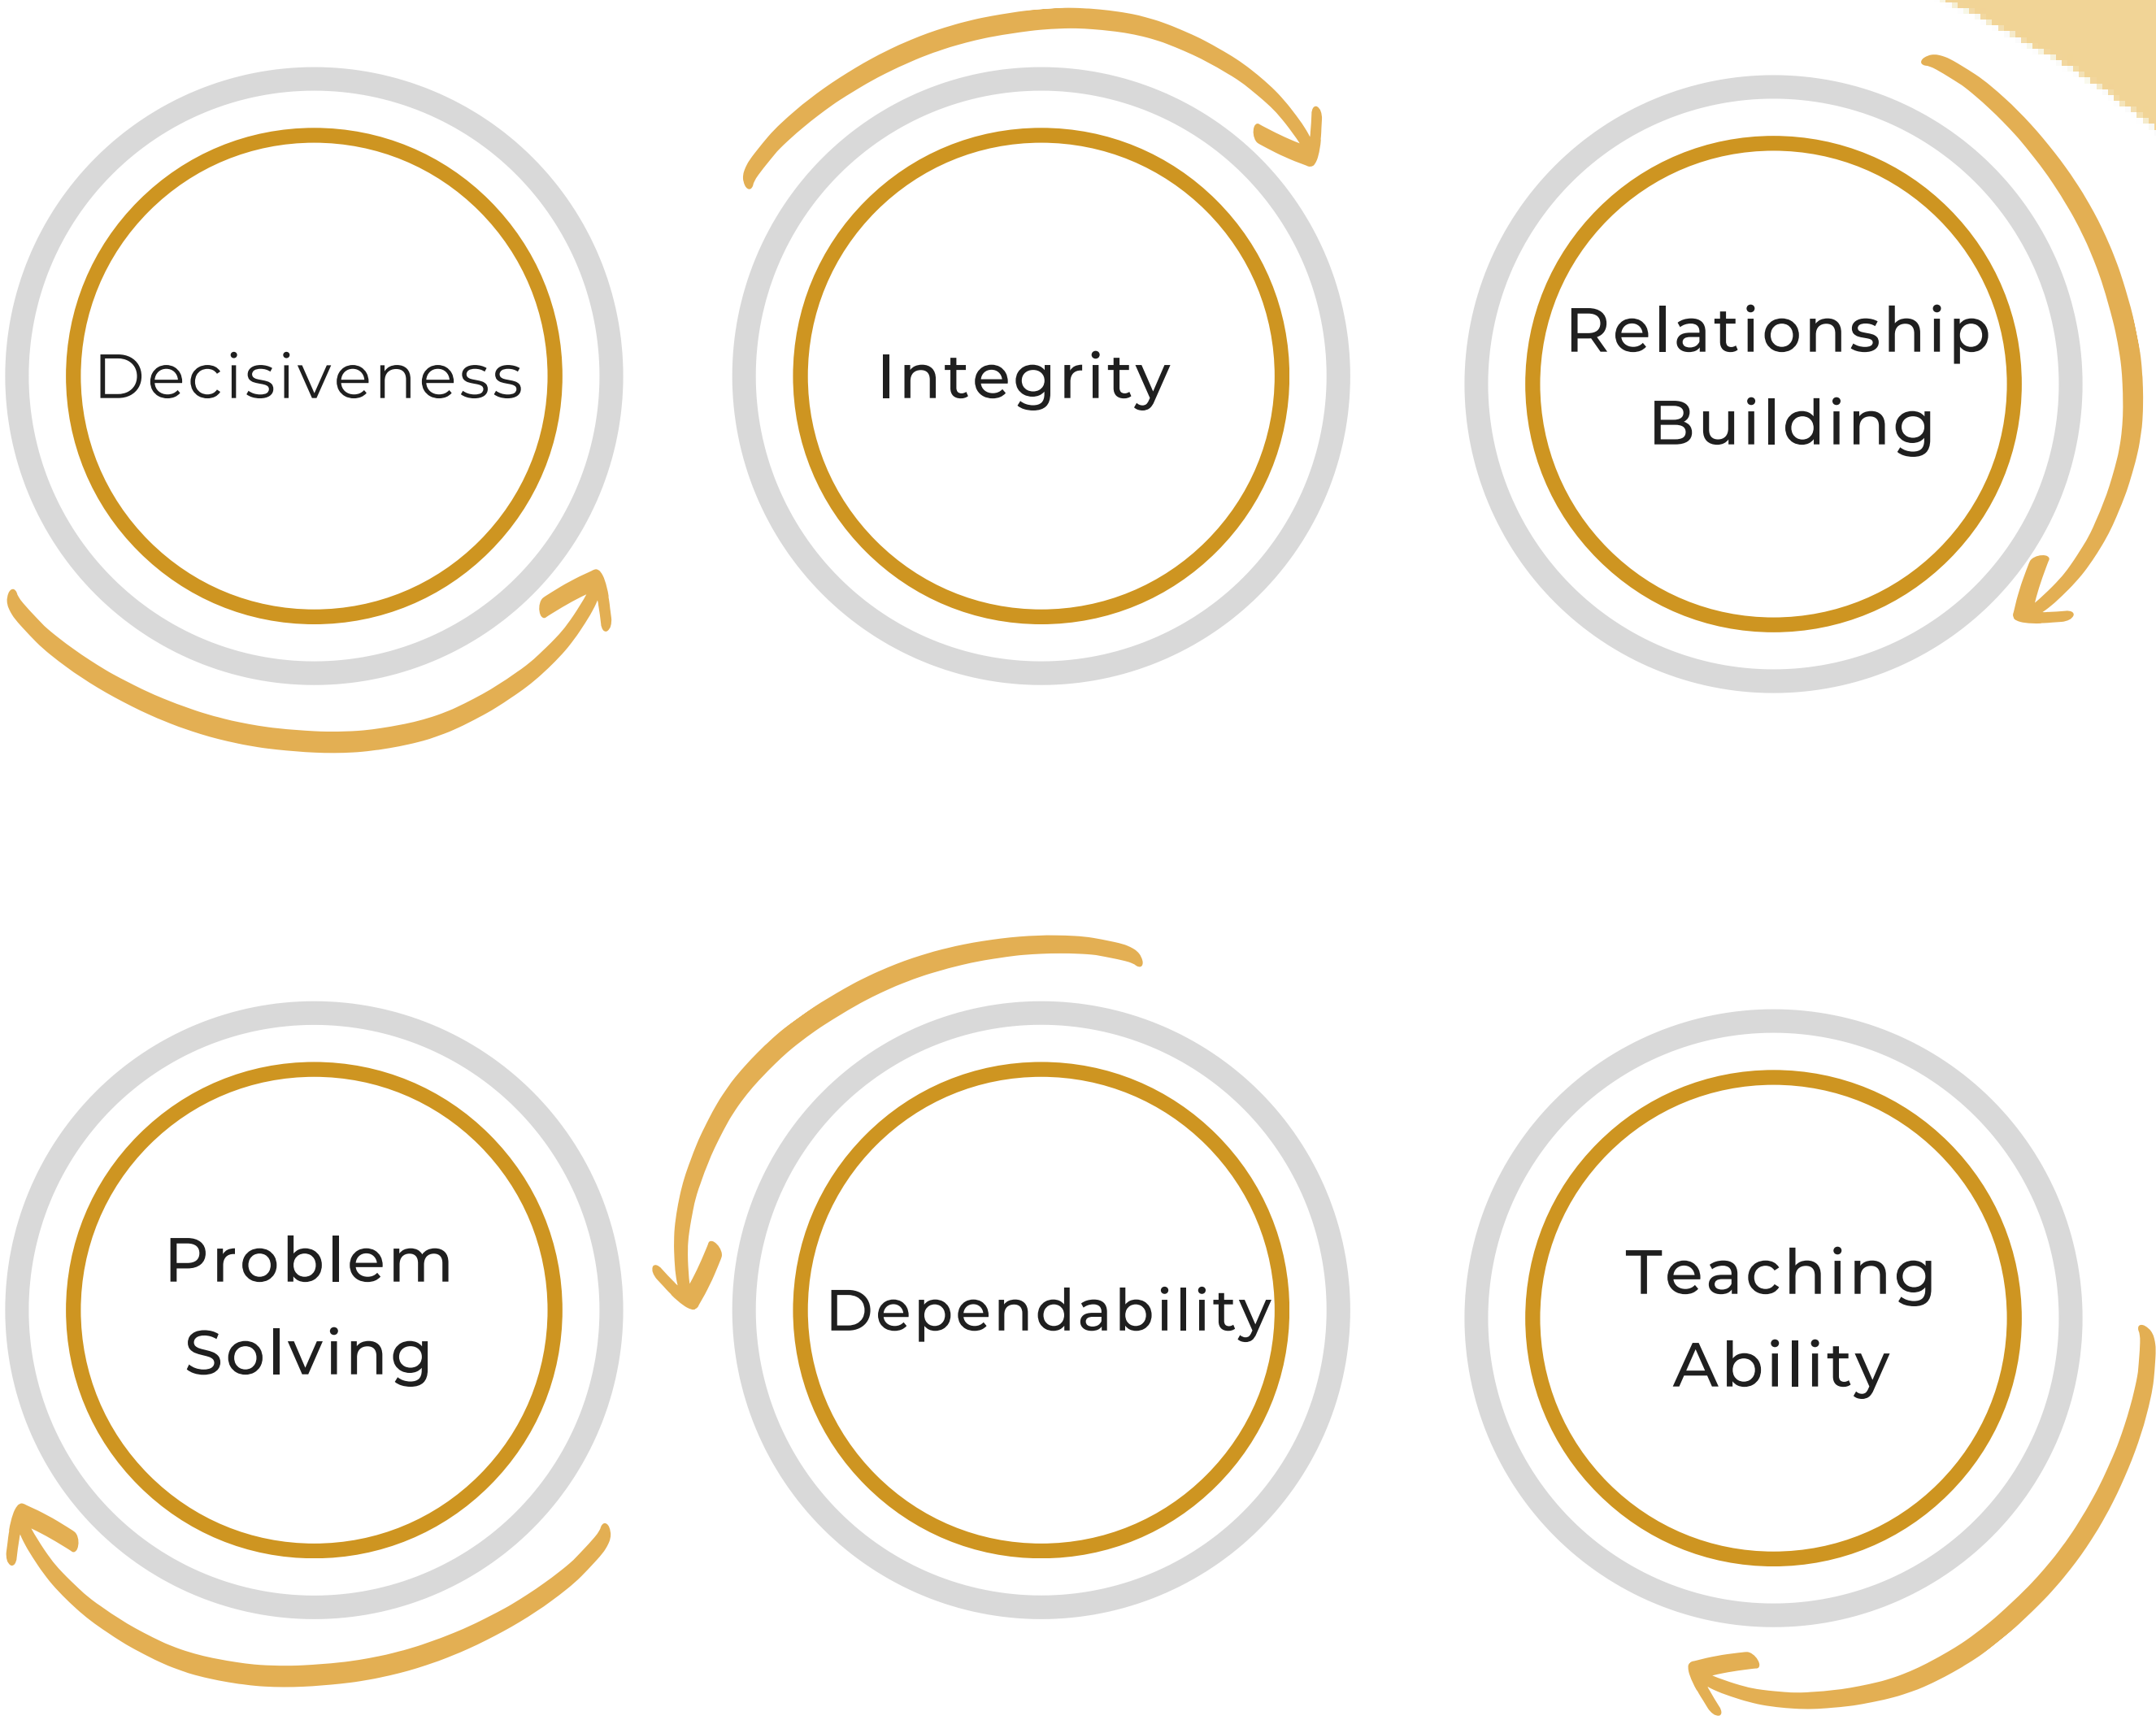 Decisiveness
Integrity
Relationship
Building
Problem
Solving
Dependability
Teaching
Ability